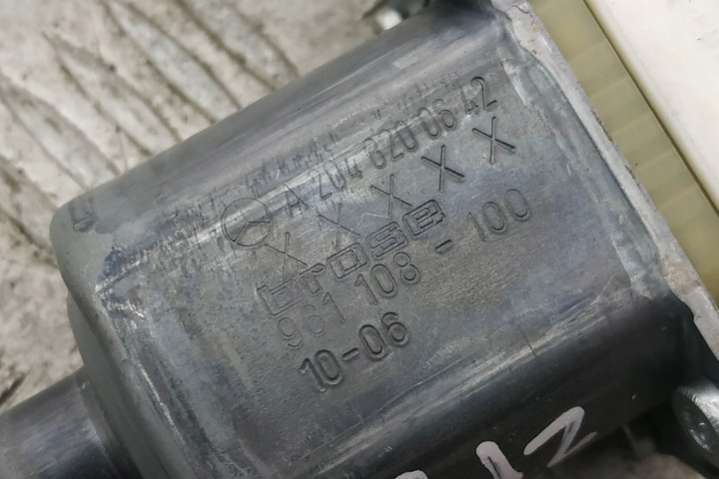 A 204 820 06 42
X X X X X
brose
961 108 - 100
10-06